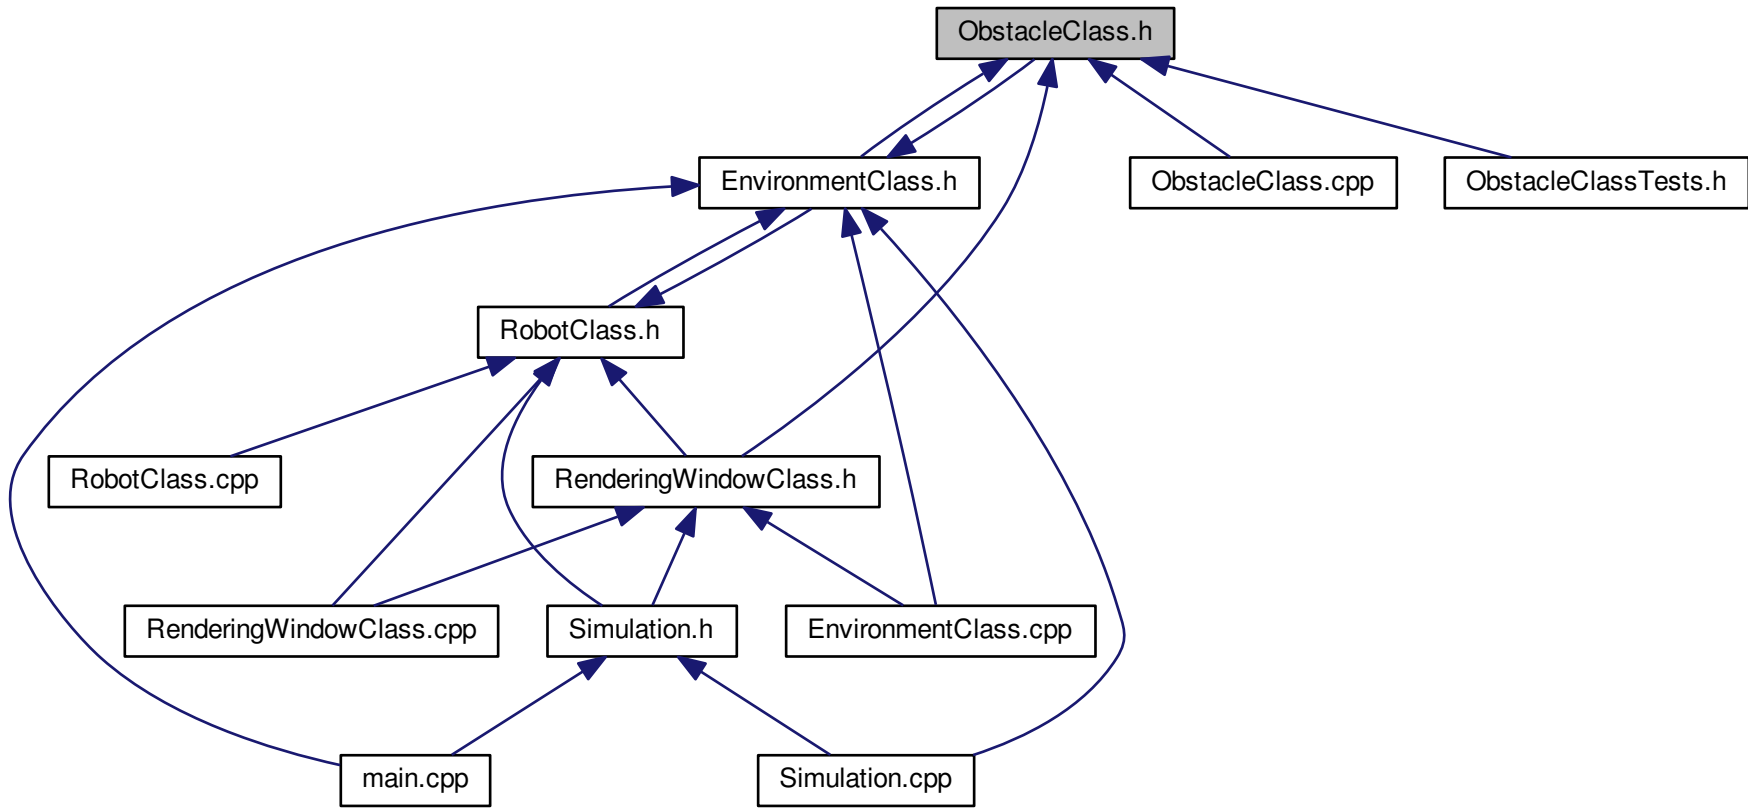 ObstacleClass.h
EnvironmentClass.h
ObstacleClass.cpp
ObstacleClassTests.h
RobotClass.h
RobotClass.cpp
RenderingWindowClass.h
RenderingWindowClass.cpp
Simulation.h
EnvironmentClass.cpp
main.cpp
Simulation.cpp